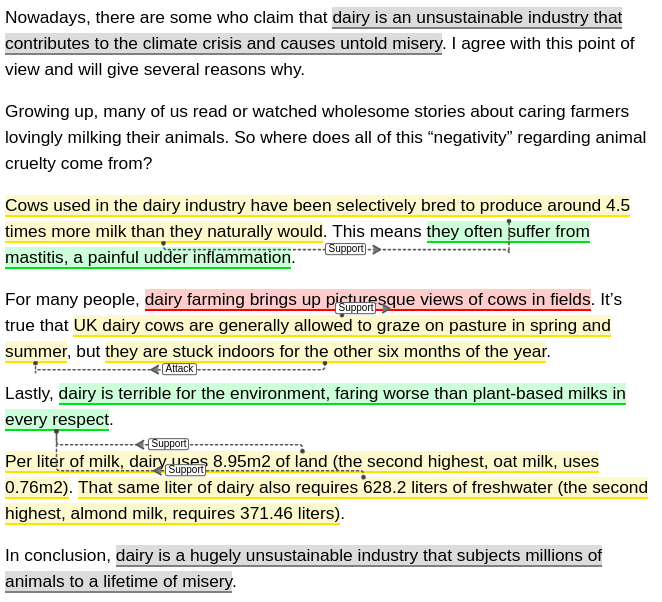 Nowadays, there are some who claim that dairy is an unsustainable industry that
contributes to the climate crisis and causes untold misery. I agree with this point of
view and will give several reasons why.
Growing up, many of us read or watched wholesome stories about caring farmers
lovingly milking their animals. So where does all of this “negativity” regarding animal
cruelty come from?
Cows used in the dairy industry have been selectively bred to produce around 4.5
times more milk than they naturally would. This means they often suffer from
Support
mastitis, a painful udder inflammation.
For many people, dairy farming brings up picturesque views of cows in fields. It’s
Support
true that UK dairy cows are generally allowed to graze on pasture in spring and
summer, but they are stuck indoors for the other six months of the year.
Attack
Lastly, dairy is terrible for the environment, faring worse than plant-based milks in
every respect.
Support
Per liter of milk, dairy uses 8.95m2 of land (the second highest, oat milk, uses
Support
0.76m2). That same liter of dairy also requires 628.2 liters of freshwater (the second
highest, almond milk, requires 371.46 liters).
In conclusion, dairy is a hugely unsustainable industry that subjects millions of
animals to a lifetime of misery.